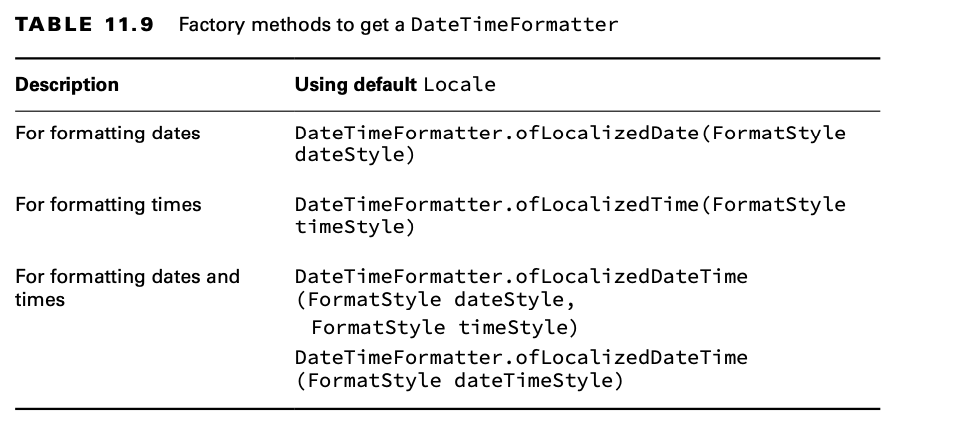 TABLE 11.9 Factory methods to get a DateTimeFormatter
Description Using default Locale
For formatting dates DateTimeFormatter.ofLocalizedDate(FormatStyle
dateStyle)
For formatting times DateTimeFormatter.ofLocalizedTime(FormatStyle
timeStyle)
For formatting dates and DateTimeFormatter.ofLocalizedDateTime
times (FormatStyle dateStyle,
FormatStyle timeStyle)
DateTimeFormatter.ofLocalizedDateTime
(FormatStyle dateTimeStyle)